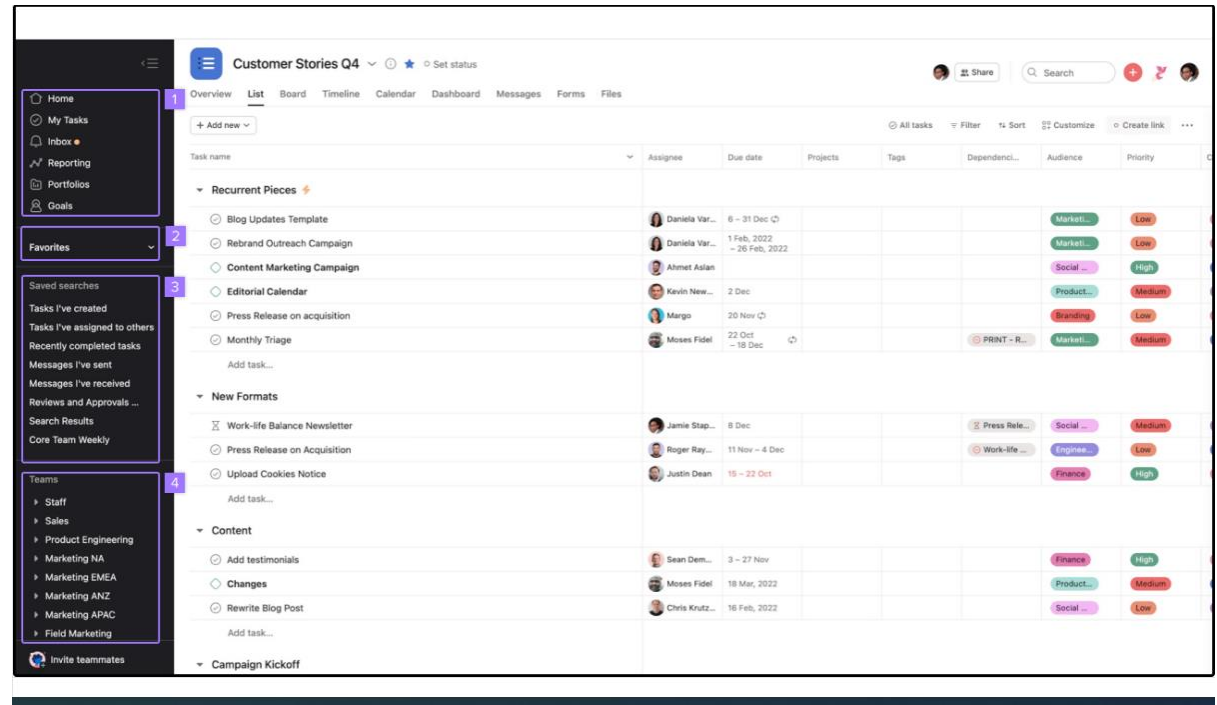 Customer Stories Q4
Set status
Share
Search
Home
1
My Tasks
Inbox
Reporting
Portfolios
Goals
2
Favorites
3
Saved searches
Tasks I've created
Tasks I've assigned to others
Recently completed tasks
Messages I've sent
Messages I've received
Reviews and Approvals ...
Search Results
Core Team Weekly
4
Teams
Staff
Sales
Product Engineering
Marketing NA
Marketing EMEA
Marketing ANZ
Marketing APAC
Field Marketing
Invite teammates
Overview List Board Timeline Calendar Dashboard Messages Forms Files
+ Add new
All tasks Filter Sort Customize Create link ...
Task name Assignee Due date Projects Tags Dependenci... Audience Priority
Recurrent Pieces
Blog Updates Template Daniela Var... 6 – 31 Dec Marketi... Low
Rebrand Outreach Campaign Daniela Var... 1 Feb, 2022 – 26 Feb, 2022 Marketi... Low
Content Marketing Campaign Ahmet Aslan Social ... High
Editorial Calendar Kevin New... 2 Dec Product... Medium
Press Release on acquisition Margo 20 Nov Branding Low
Monthly Triage Moses Fidel 22 Oct – 18 Dec PRINT - R... Marketi... Medium
Add task...
New Formats
Work-life Balance Newsletter Jamie Stap... 8 Dec Press Rele... Social ... Medium
Press Release on Acquisition Roger Ray... 11 Nov – 4 Dec Work-life ... Enginee... Low
Upload Cookies Notice Justin Dean 15 – 22 Oct Finance High
Add task...
Content
Add testimonials Sean Dem... 3 – 27 Nov Finance High
Changes Moses Fidel 18 Mar, 2022 Product... Medium
Rewrite Blog Post Chris Krutz... 16 Feb, 2022 Social ... Low
Add task...
Campaign Kickoff